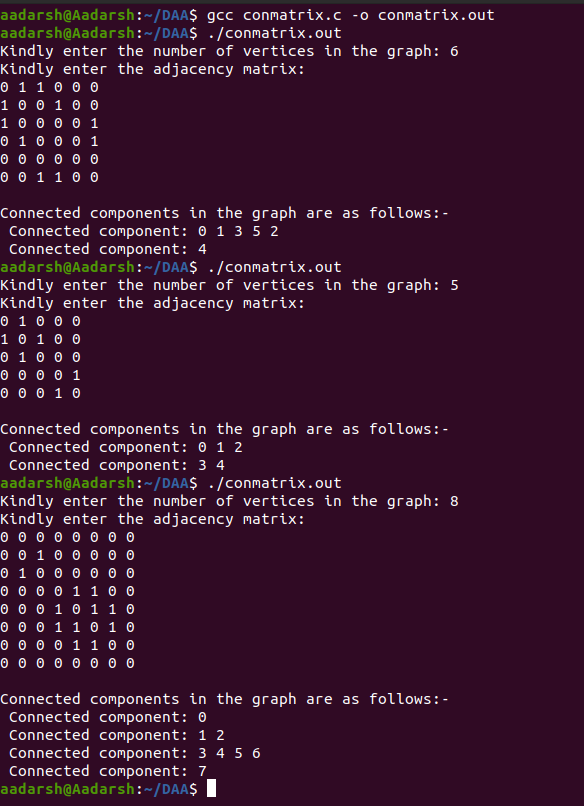 aadarsh@Aadarsh:~/DAA$ gcc conmatrix.c -o conmatrix.out
aadarsh@Aadarsh:~/DAA$ ./conmatrix.out
Kindly enter the number of vertices in the graph: 6
Kindly enter the adjacency matrix:
0 1 1 0 0 0
1 0 0 1 0 0
1 0 0 0 0 1
0 1 0 0 0 1
0 0 0 0 0 0
0 0 1 1 0 0

Connected components in the graph are as follows:-
 Connected component: 0 1 3 5 2
 Connected component: 4
aadarsh@Aadarsh:~/DAA$ ./conmatrix.out
Kindly enter the number of vertices in the graph: 5
Kindly enter the adjacency matrix:
0 1 0 0 0
1 0 1 0 0
0 1 0 0 0
0 0 0 0 1
0 0 0 1 0

Connected components in the graph are as follows:-
 Connected component: 0 1 2
 Connected component: 3 4
aadarsh@Aadarsh:~/DAA$ ./conmatrix.out
Kindly enter the number of vertices in the graph: 8
Kindly enter the adjacency matrix:
0 0 0 0 0 0 0 0
0 0 1 0 0 0 0 0
0 1 0 0 0 0 0 0
0 0 0 0 1 1 0 0
0 0 0 1 0 1 1 0
0 0 0 1 1 0 1 0
0 0 0 0 1 1 0 0
0 0 0 0 0 0 0 0

Connected components in the graph are as follows:-
 Connected component: 0
 Connected component: 1 2
 Connected component: 3 4 5 6
 Connected component: 7
aadarsh@Aadarsh:~/DAA$